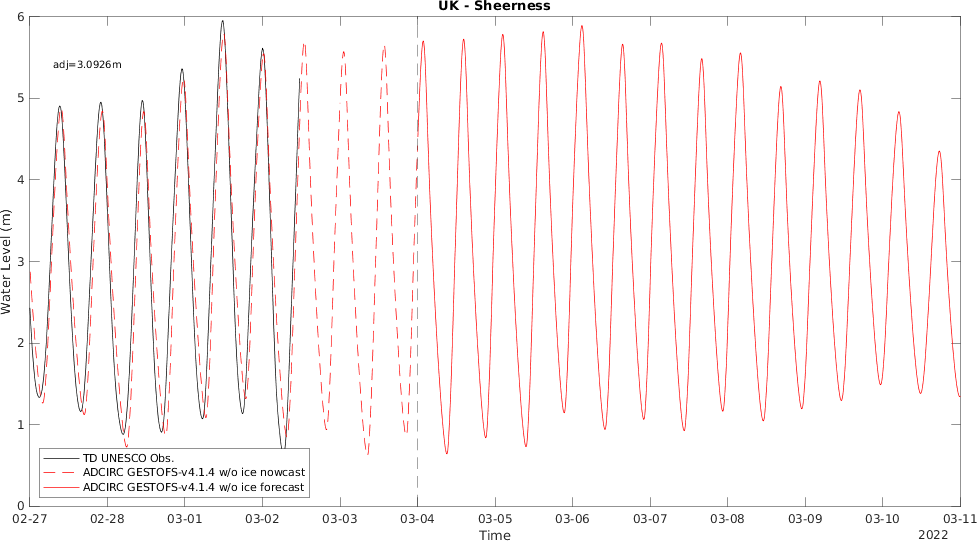 UK - Sheerness
6
adj=3.0926m
5
4
3
Water Level (m)
2
1
TD UNESCO Obs.
ADCIRC GESTOFS-v4.1.4 w/o ice nowcast
ADCIRC GESTOFS-v4.1.4 w/o ice forecast
0
02-27 02-28 03-01 03-02 03-03 03-04 03-05 03-06 03-07 03-08 03-09 03-10 03-11
Time
2022